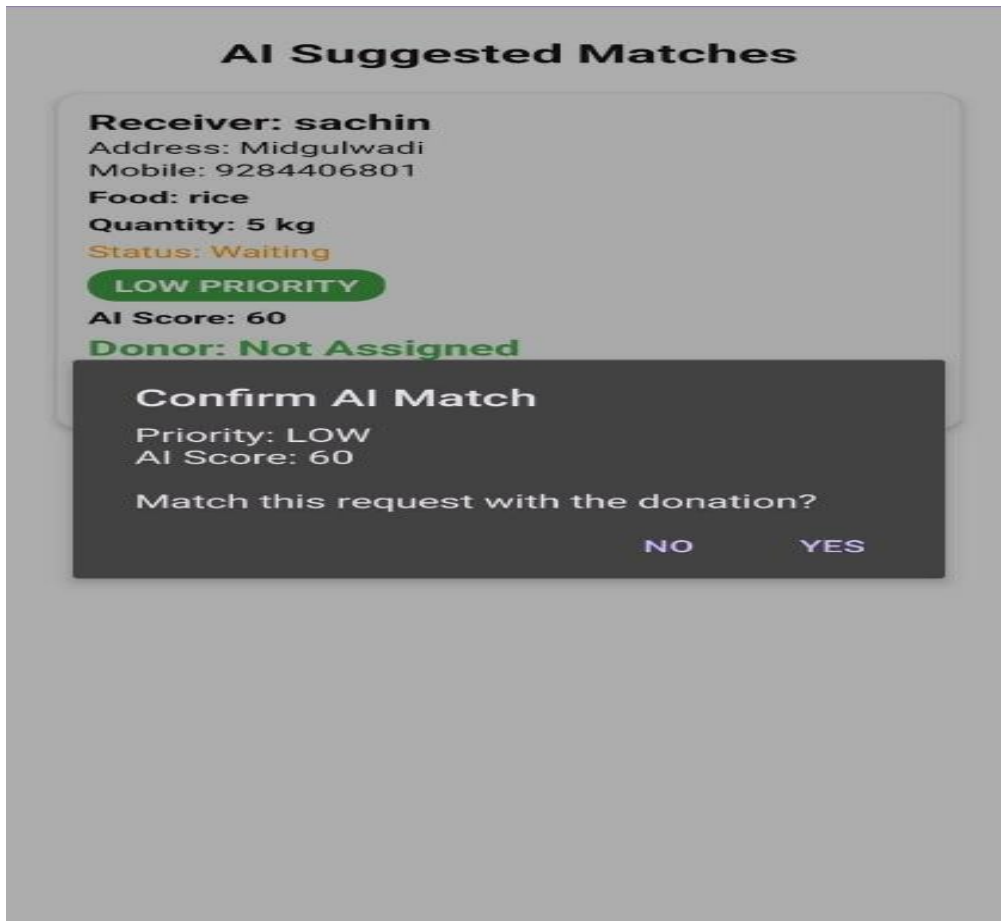 AI Suggested Matches
Receiver: sachin
Address: Midgulwadi
Mobile: 9284406801
Food: rice
Quantity: 5 kg
Status: Waiting
LOW PRIORITY
AI Score: 60
Donor: Not Assigned
Confirm AI Match
Priority: LOW
AI Score: 60
Match this request with the donation?
NO YES